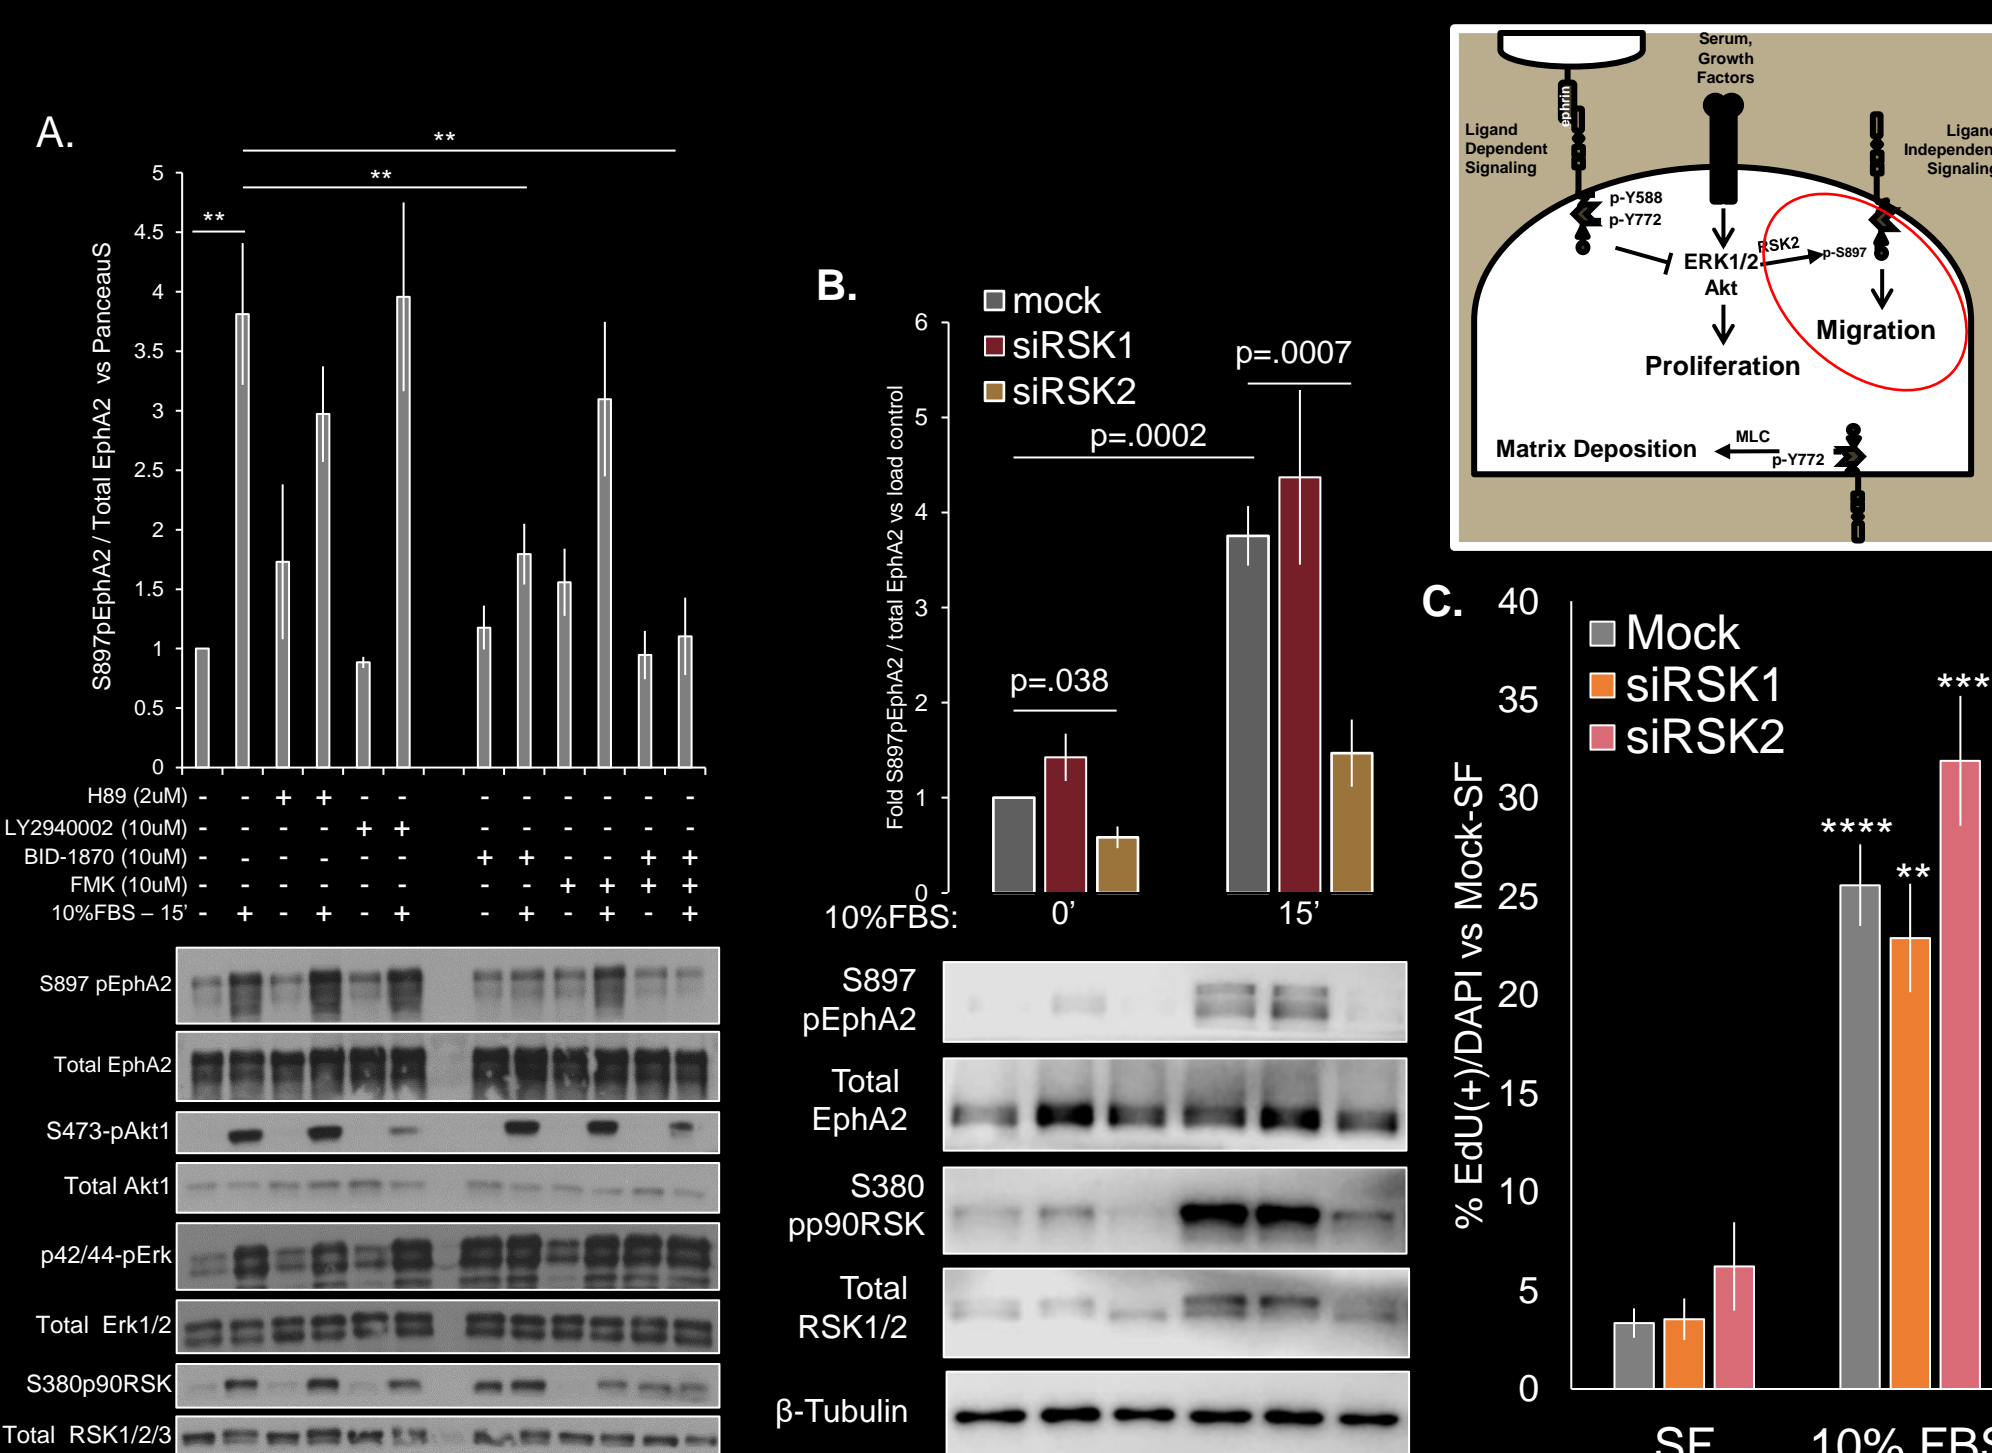 A.
**
**
**
5
4.5
4
3.5
3
2.5
2
1.5
1
0.5
0
S897pEphA2 / Total EphA2 vs PanceauS
H89 (2uM) - - + + - - - - - - - -
LY2940002 (10uM) - - - - + + - - - - - -
BID-1870 (10uM) - - - - - - + + - - + +
FMK (10uM) - - - - - - - - + + + +
10%FBS – 15’ - + - + - + - + - + - +
S897 pEphA2
Total EphA2
S473-pAkt1
Total Akt1
p42/44-pErk
Total Erk1/2
S380p90RSK
Total RSK1/2/3
B.
mock
siRSK1
siRSK2
p=.0007
p=.0002
p=.038
6
5
4
3
2
1
0
Fold S897pEphA2 / total EphA2 vs load control
10%FBS: 0’ 15’
S897
pEphA2
Total
EphA2
S380
pp90RSK
Total
RSK1/2
β-Tubulin
Serum,
Growth
Factors
ephrin
Ligand
Dependent
Signaling
Ligan
Independen
Signaling
p-Y588
p-Y772
RSK2
p-S897
ERK1/2
Akt
Migration
Proliferation
Matrix Deposition
MLC
p-Y772
C.
Mock
siRSK1
siRSK2
***
****
**
40
35
30
25
20
15
10
5
0
% EdU(+)/DAPI vs Mock-SF
SF
10% FBS